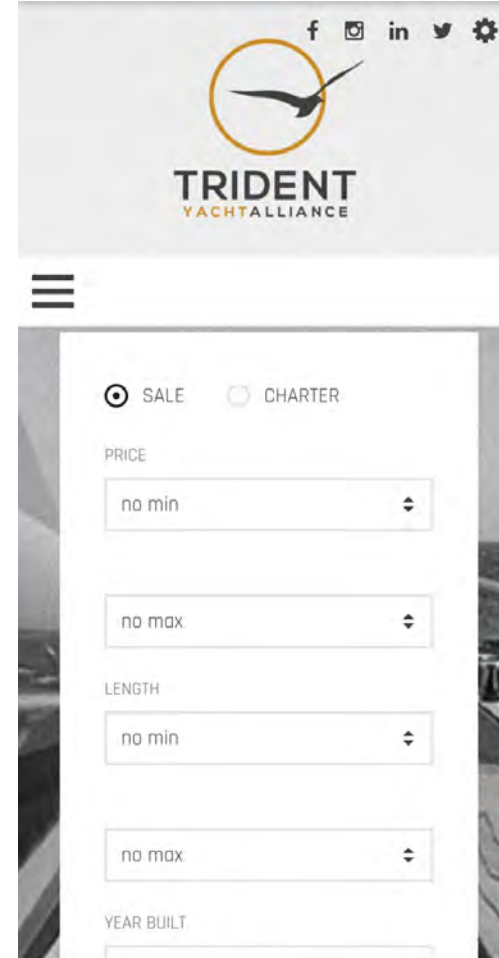 TRIDENT
YACHTALLIANCE
SALE CHARTER
PRICE
no min
no max
LENGTH
no min
no max
YEAR BUILT